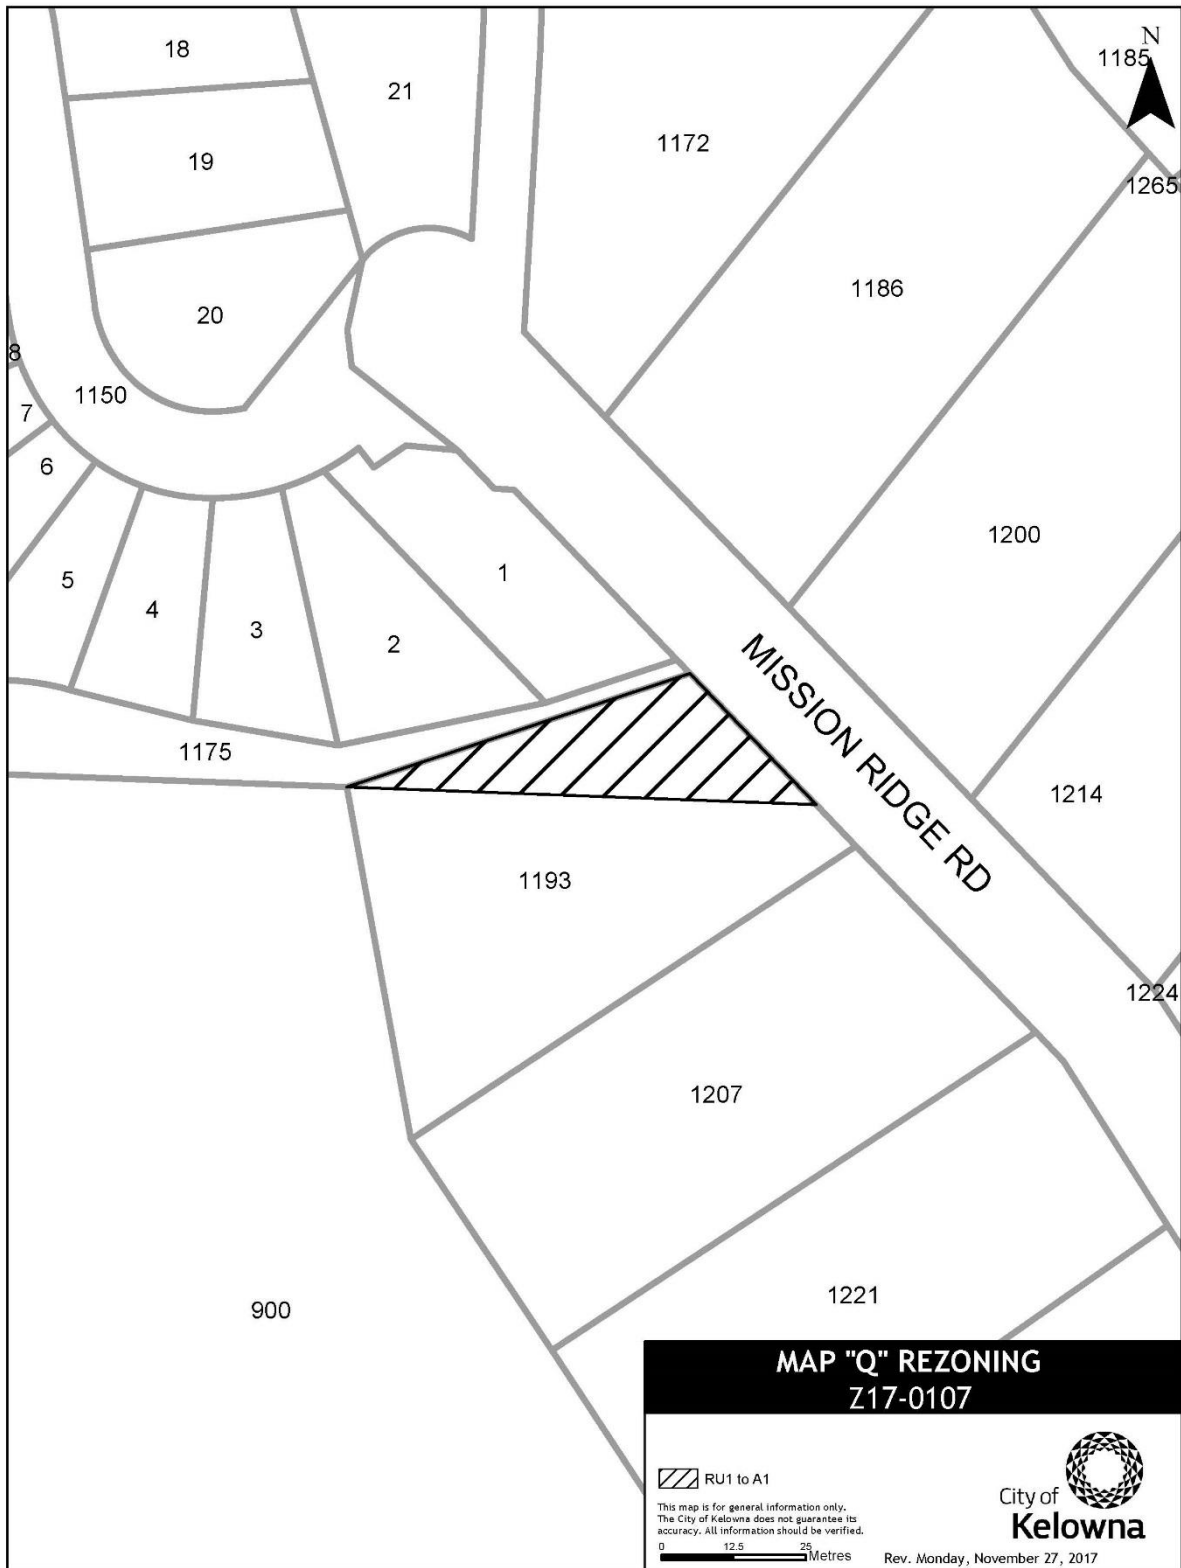 18
21
N
1185
1172
19
1265
1186
20
8
1150
7
6
1200
1
5
4
3
2
MISSION RIDGE RD
1175
1214
1193
1224
1207
900
1221
MAP "Q" REZONING
Z17-0107
RU1 to A1
This map is for general information only.
The City of Kelowna does not guarantee its
accuracy. All information should be verified.
0 12.5 25
Metres
City of
Kelowna
Rev. Monday, November 27, 2017